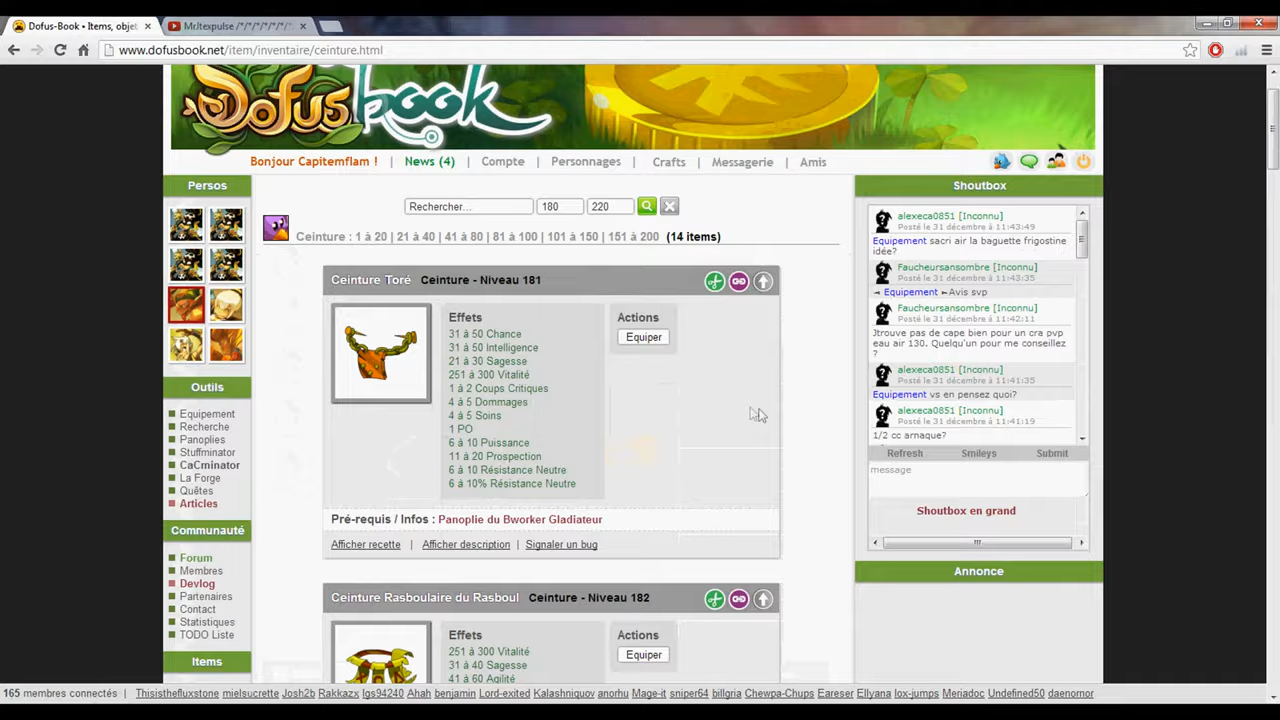 Dofus-Book • Items, objet
MrJtexpulse /*/*/*/*/*/*/
www.dofusbook.net/item/inventaire/ceinture.html
Dofus book
Bonjour Capitemflam ! | News (4) | Compte | Personnages | Crafts | Messagerie | Amis
Persos
Outils
Equipement
Recherche
Panoplies
Stuffminator
CaCminator
La Forge
Quêtes
Articles
Communauté
Forum
Membres
Devlog
Partenaires
Contact
Statistiques
TODO Liste
Items
Rechercher... 180 220
Ceinture : 1 à 20 | 21 à 40 | 41 à 80 | 81 à 100 | 101 à 150 | 151 à 200 (14 items)
Ceinture Toré Ceinture - Niveau 181
Effets
31 à 50 Chance
31 à 50 Intelligence
21 à 30 Sagesse
251 à 300 Vitalité
1 à 2 Coups Critiques
4 à 5 Dommages
4 à 5 Soins
1 PO
6 à 10 Puissance
11 à 20 Prospection
6 à 10 Résistance Neutre
6 à 10% Résistance Neutre
Actions
Equiper
Pré-requis / Infos : Panoplie du Bworker Gladiateur
Afficher recette | Afficher description | Signaler un bug
Ceinture Rasboulaire du Rasboul Ceinture - Niveau 182
Effets
251 à 300 Vitalité
31 à 40 Sagesse
41 à 60 Agilité
Actions
Equiper
Shoutbox
alexeca0851 [Inconnu]
Posté le 31 décembre à 11:43:49
Equipement sacri air la baguette frigostine
idée?
Faucheursansombre [Inconnu]
Posté le 31 décembre à 11:43:35
Equipement ►Avis svp
Faucheursansombre [Inconnu]
Posté le 31 décembre à 11:42:11
Jtrouve pas de cape bien pour un cra pvp
eau air 130. Quelqu'un pour me conseillez
?
alexeca0851 [Inconnu]
Posté le 31 décembre à 11:41:35
Equipement vs en pensez quoi?
alexeca0851 [Inconnu]
Posté le 31 décembre à 11:41:19
1/2 cc arnaque?
Refresh Smileys Submit
message
Shoutbox en grand
Annonce
165 membres connectés | Thisisthefluxstone mielsucrette Josh2b Rakkazx lgs94240 Ahah benjamin Lord-exited Kalashniquov anorhu Mage-it sniper64 billgria Chewpa-Chups Eareser Ellyana lox-jumps Meriadoc Undefined50 daenornor